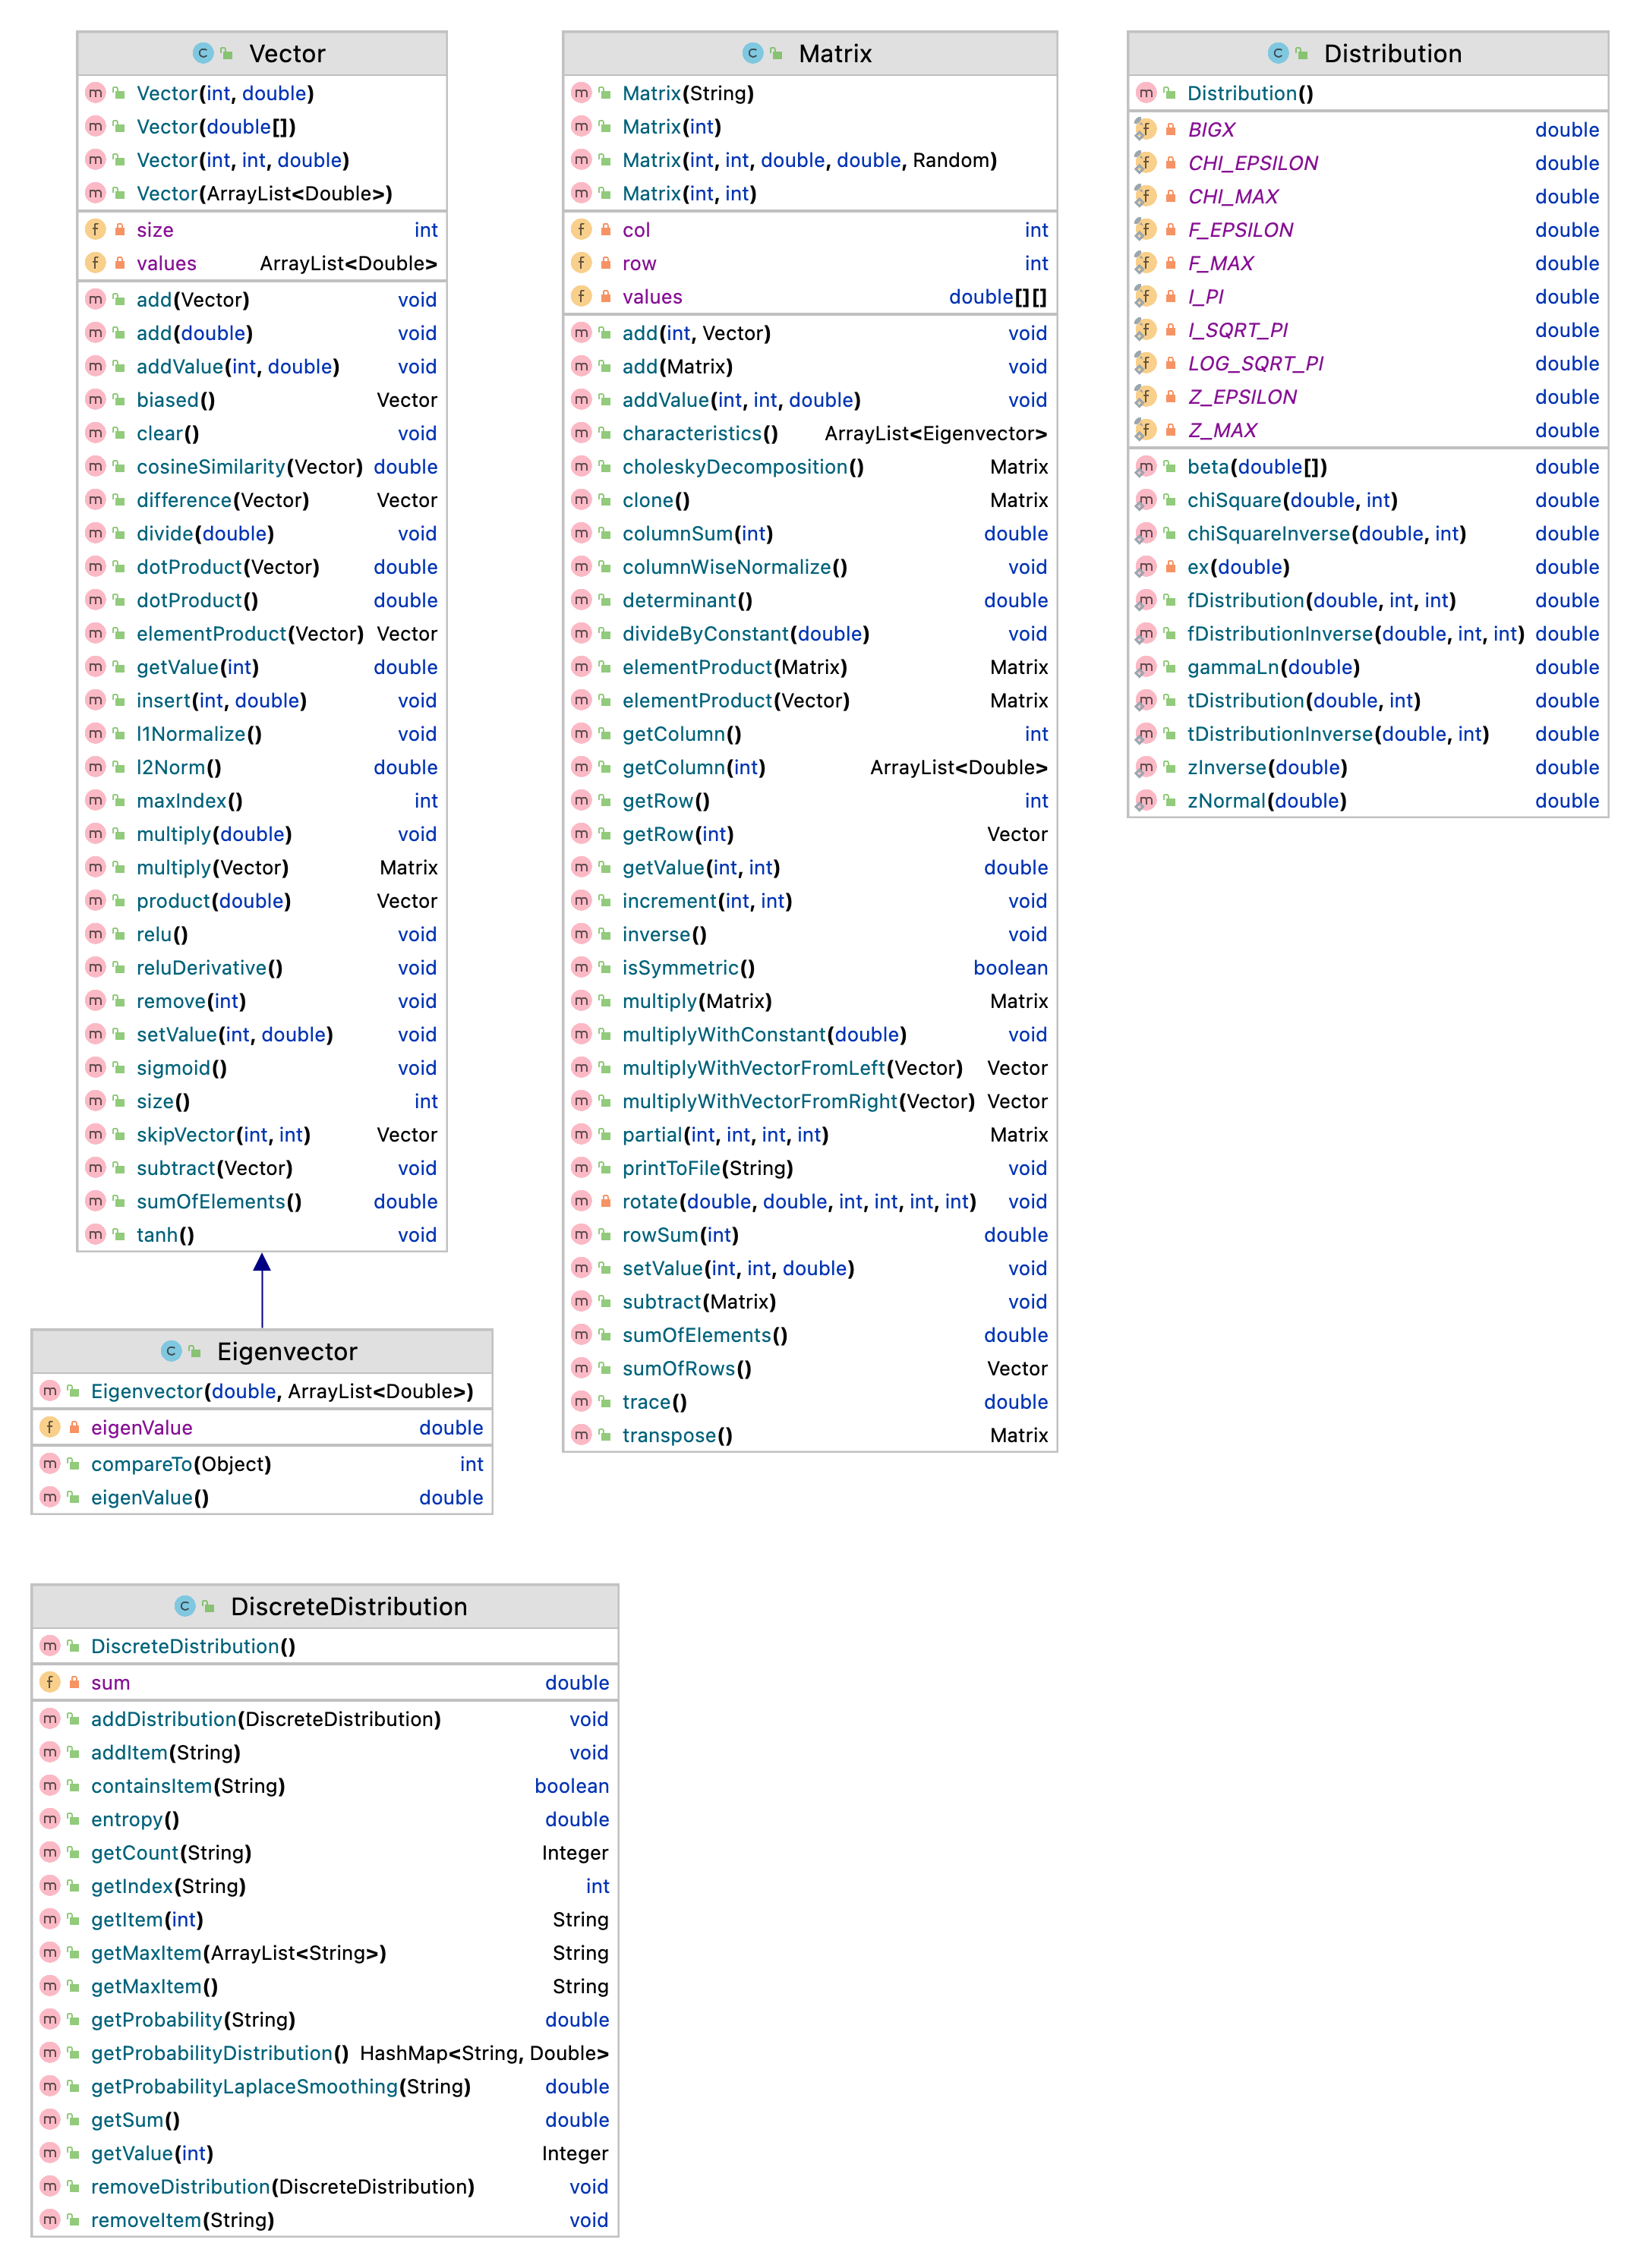 Vector
Vector(int, double)
Vector(double[])
Vector(int, int, double)
Vector(ArrayList<Double>)
size int
values ArrayList<Double>
add(Vector) void
add(double) void
addValue(int, double) void
biased() Vector
clear() void
cosineSimilarity(Vector) double
difference(Vector) Vector
divide(double) void
dotProduct(Vector) double
dotProduct() double
elementProduct(Vector) Vector
getValue(int) double
insert(int, double) void
l1Normalize() void
l2Norm() double
maxIndex() int
multiply(double) void
multiply(Vector) Matrix
product(double) Vector
relu() void
reluDerivative() void
remove(int) void
setValue(int, double) void
sigmoid() void
size() int
skipVector(int, int) Vector
subtract(Vector) void
sumOfElements() double
tanh() void
Eigenvector
Eigenvector(double, ArrayList<Double>)
eigenValue double
compareTo(Object) int
eigenValue() double
Matrix
Matrix(String)
Matrix(int)
Matrix(int, int, double, double, Random)
Matrix(int, int)
col int
row int
values double[][]
add(int, Vector) void
add(Matrix) void
addValue(int, int, double) void
characteristics() ArrayList<Eigenvector>
choleskyDecomposition() Matrix
clone() Matrix
columnSum(int) double
columnWiseNormalize() void
determinant() double
divideByConstant(double) void
elementProduct(Matrix) Matrix
elementProduct(Vector) Matrix
getColumn() int
getColumn(int) ArrayList<Double>
getRow() int
getRow(int) Vector
getValue(int, int) double
increment(int, int) void
inverse() void
isSymmetric() boolean
multiply(Matrix) Matrix
multiplyWithConstant(double) void
multiplyWithVectorFromLeft(Vector) Vector
multiplyWithVectorFromRight(Vector) Vector
partial(int, int, int, int) Matrix
printToFile(String) void
rotate(double, double, int, int, int, int) void
rowSum(int) double
setValue(int, int, double) void
subtract(Matrix) void
sumOfElements() double
sumOfRows() Vector
trace() double
transpose() Matrix
Distribution
Distribution()
BIGX double
CHI_EPSILON double
CHI_MAX double
F_EPSILON double
F_MAX double
I_PI double
I_SQRT_PI double
LOG_SQRT_PI double
Z_EPSILON double
Z_MAX double
beta(double[]) double
chiSquare(double, int) double
chiSquareInverse(double, int) double
ex(double) double
fDistribution(double, int, int) double
fDistributionInverse(double, int, int) double
gammaLn(double) double
tDistribution(double, int) double
tDistributionInverse(double, int) double
zInverse(double) double
zNormal(double) double
DiscreteDistribution
DiscreteDistribution()
sum double
addDistribution(DiscreteDistribution) void
addItem(String) void
containsItem(String) boolean
entropy() double
getCount(String) Integer
getIndex(String) int
getItem(int) String
getMaxItem(ArrayList<String>) String
getMaxItem() String
getProbability(String) double
getProbabilityDistribution() HashMap<String, Double>
getProbabilityLaplaceSmoothing(String) double
getSum() double
getValue(int) Integer
removeDistribution(DiscreteDistribution) void
removeItem(String) void